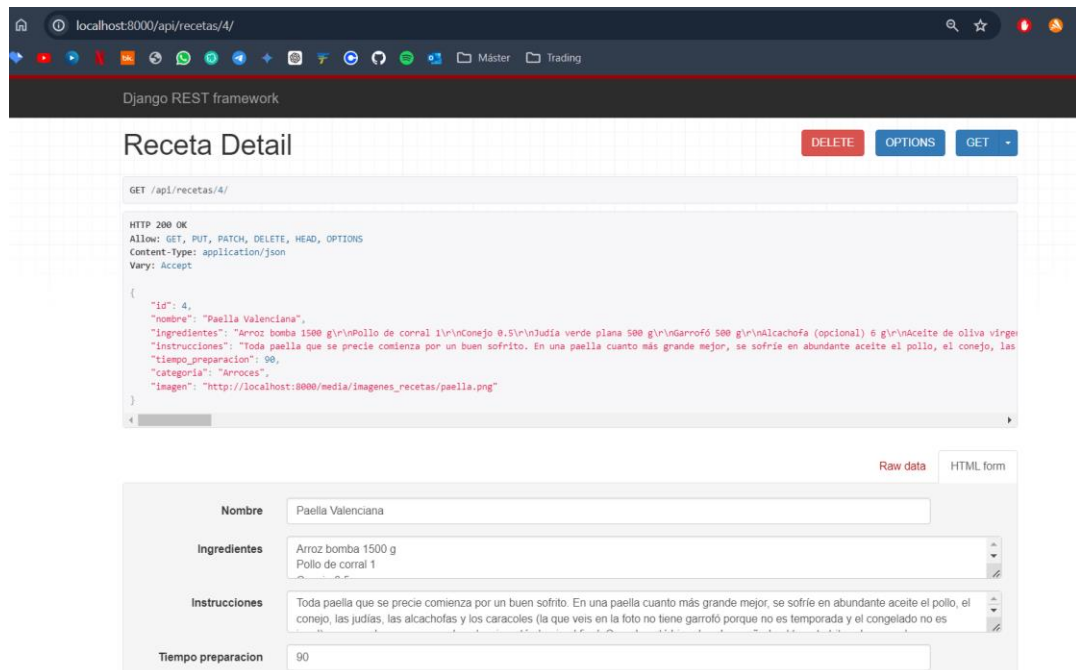 localhost:8000/api/recetas/4/
bk
Máster
Trading
Django REST framework
Receta Detail
DELETE
OPTIONS
GET
GET /api/recetas/4/
HTTP 200 OK
Allow: GET, PUT, PATCH, DELETE, HEAD, OPTIONS
Content-Type: application/json
Vary: Accept
{
"id": 4,
"nombre": "Paella Valenciana",
"ingredientes": "Arroz bomba 1500 g\r\nPollo de corral 1\r\nConejo 0.5\r\nJudía verde plana 500 g\r\nGarrofó 500 g\r\nAlcachofa (opcional) 6 g\r\nAceite de oliva virge
"instrucciones": "Toda paella que se precie comienza por un buen sofrito. En una paella cuanto más grande mejor, se sofríe en abundante aceite el pollo, el conejo, las
"tiempo_preparacion": 90,
"categoria": "Arroces",
"imagen": "http://localhost:8000/media/imagenes_recetas/paella.png"
}
Raw data
HTML form
Nombre
Paella Valenciana
Ingredientes
Arroz bomba 1500 g
Pollo de corral 1
Instrucciones
Toda paella que se precie comienza por un buen sofrito. En una paella cuanto más grande mejor, se sofríe en abundante aceite el pollo, el
conejo, las judías, las alcachofas y los caracoles (la que veis en la foto no tiene garrofó porque no es temporada y el congelado no es
Tiempo preparacion
90